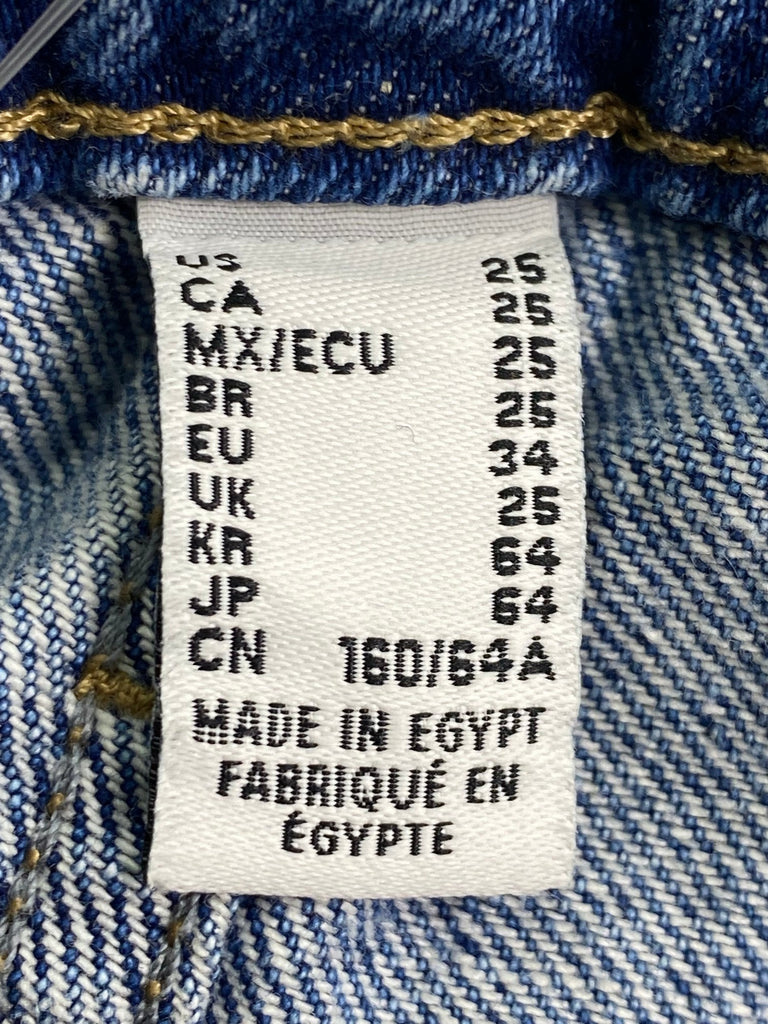 US 25
CA 25
MX/ECU 25
BR 25
EU 34
UK 25
KR 64
JP 64
CN 160/64A
MADE IN EGYPT
FABRIQUÉ EN
ÉGYPTE